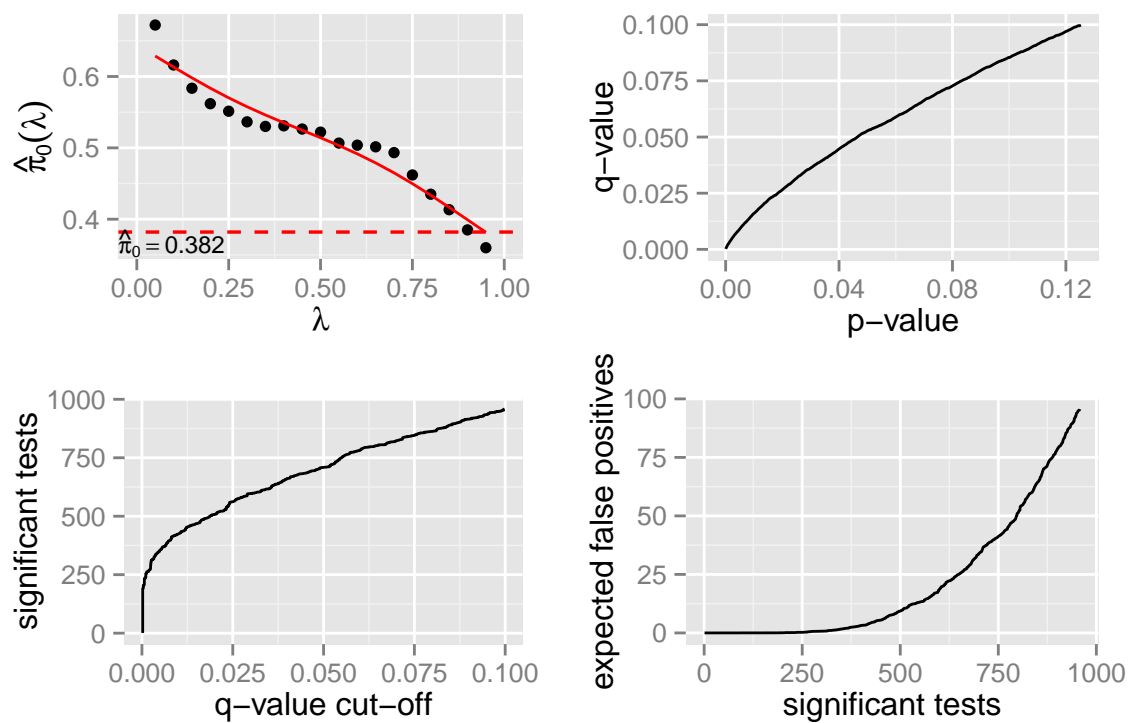 0.6
0.5
0.4
π̂₀(λ)
π̂₀ = 0.382
0.00 0.25 0.50 0.75 1.00
λ
0.100
0.075
0.050
0.025
0.000
q−value
0.00 0.04 0.08 0.12
p−value
1000
750
500
250
0
significant tests
0.000 0.025 0.050 0.075 0.100
q−value cut−off
100
75
50
25
0
expected false positives
0 250 500 750 1000
significant tests